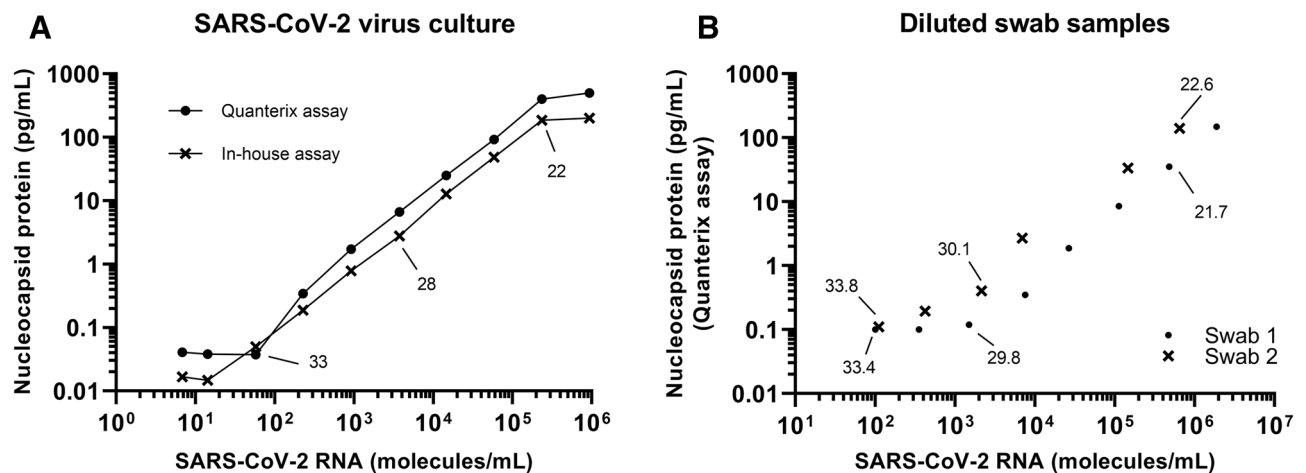 A
SARS-CoV-2 virus culture
Nucleocapsid protein (pg/mL)
1000
100
10
1
0.1
0.01
Quanterix assay
In-house assay
22
28
33
10⁰
10¹
10²
10³
10⁴
10⁵
10⁶
SARS-CoV-2 RNA (molecules/mL)
B
Diluted swab samples
Nucleocapsid protein (pg/mL)
(Quanterix assay)
1000
100
10
1
0.1
0.01
22.6
21.7
30.1
33.8
33.4
29.8
Swab 1
Swab 2
10¹
10²
10³
10⁴
10⁵
10⁶
10⁷
SARS-CoV-2 RNA (molecules/mL)